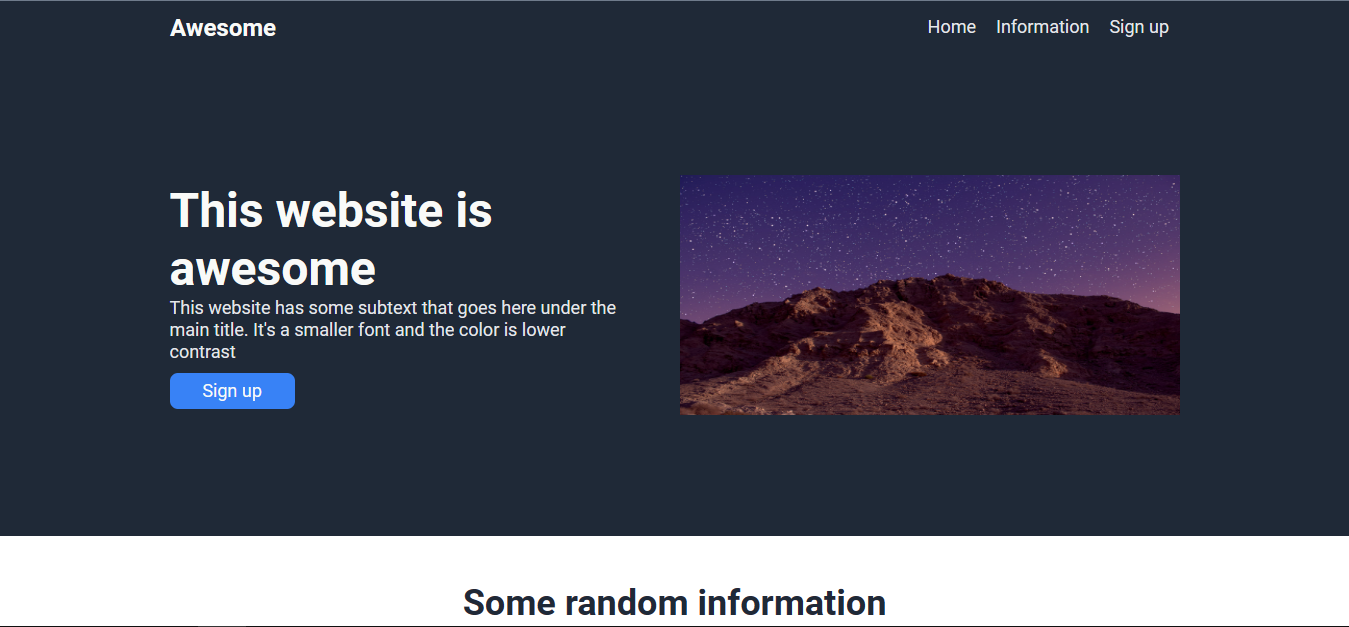 Awesome
Home Information Sign up
This website is
awesome
This website has some subtext that goes here under the
main title. It's a smaller font and the color is lower
contrast
Sign up
Some random information